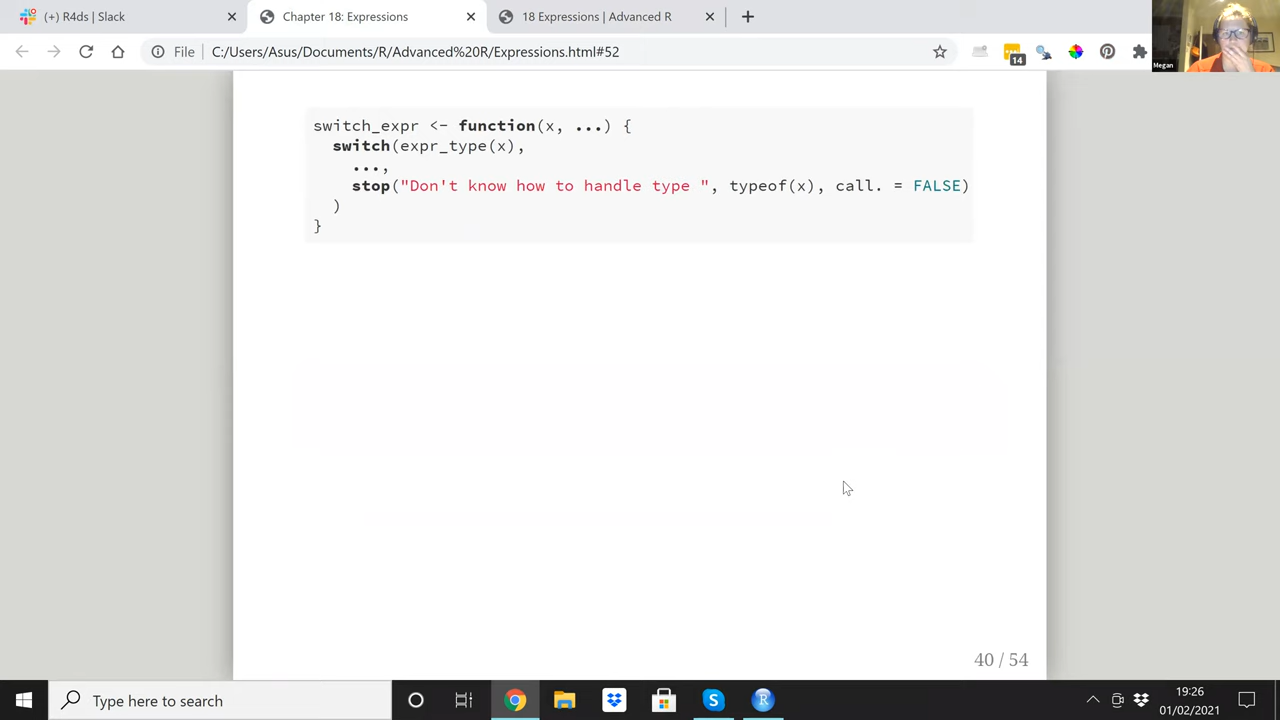 (+) R4ds | Slack
Chapter 18: Expressions
18 Expressions | Advanced R
File
C:/Users/Asus/Documents/R/Advanced%20R/Expressions.html#52
14
Megan
switch_expr <- function(x, ...) {
  switch(expr_type(x),
    ...,
    stop("Don't know how to handle type ", typeof(x), call. = FALSE)
  )
}
40 / 54
Type here to search
19:26
01/02/2021